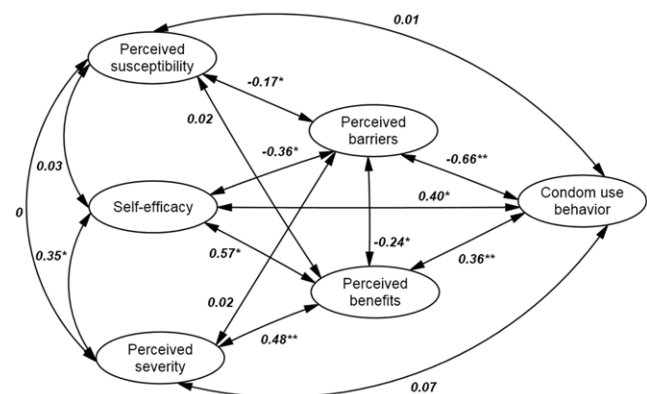 0.01
Perceived
susceptibility
-0.17*
0.02
Perceived
barriers
-0.36*
-0.66**
0.03
Self-efficacy
0.40*
Condom use
behavior
0
0.35*
0.57*
-0.24*
0.36**
0.02
Perceived
benefits
0.48**
Perceived
severity
0.07